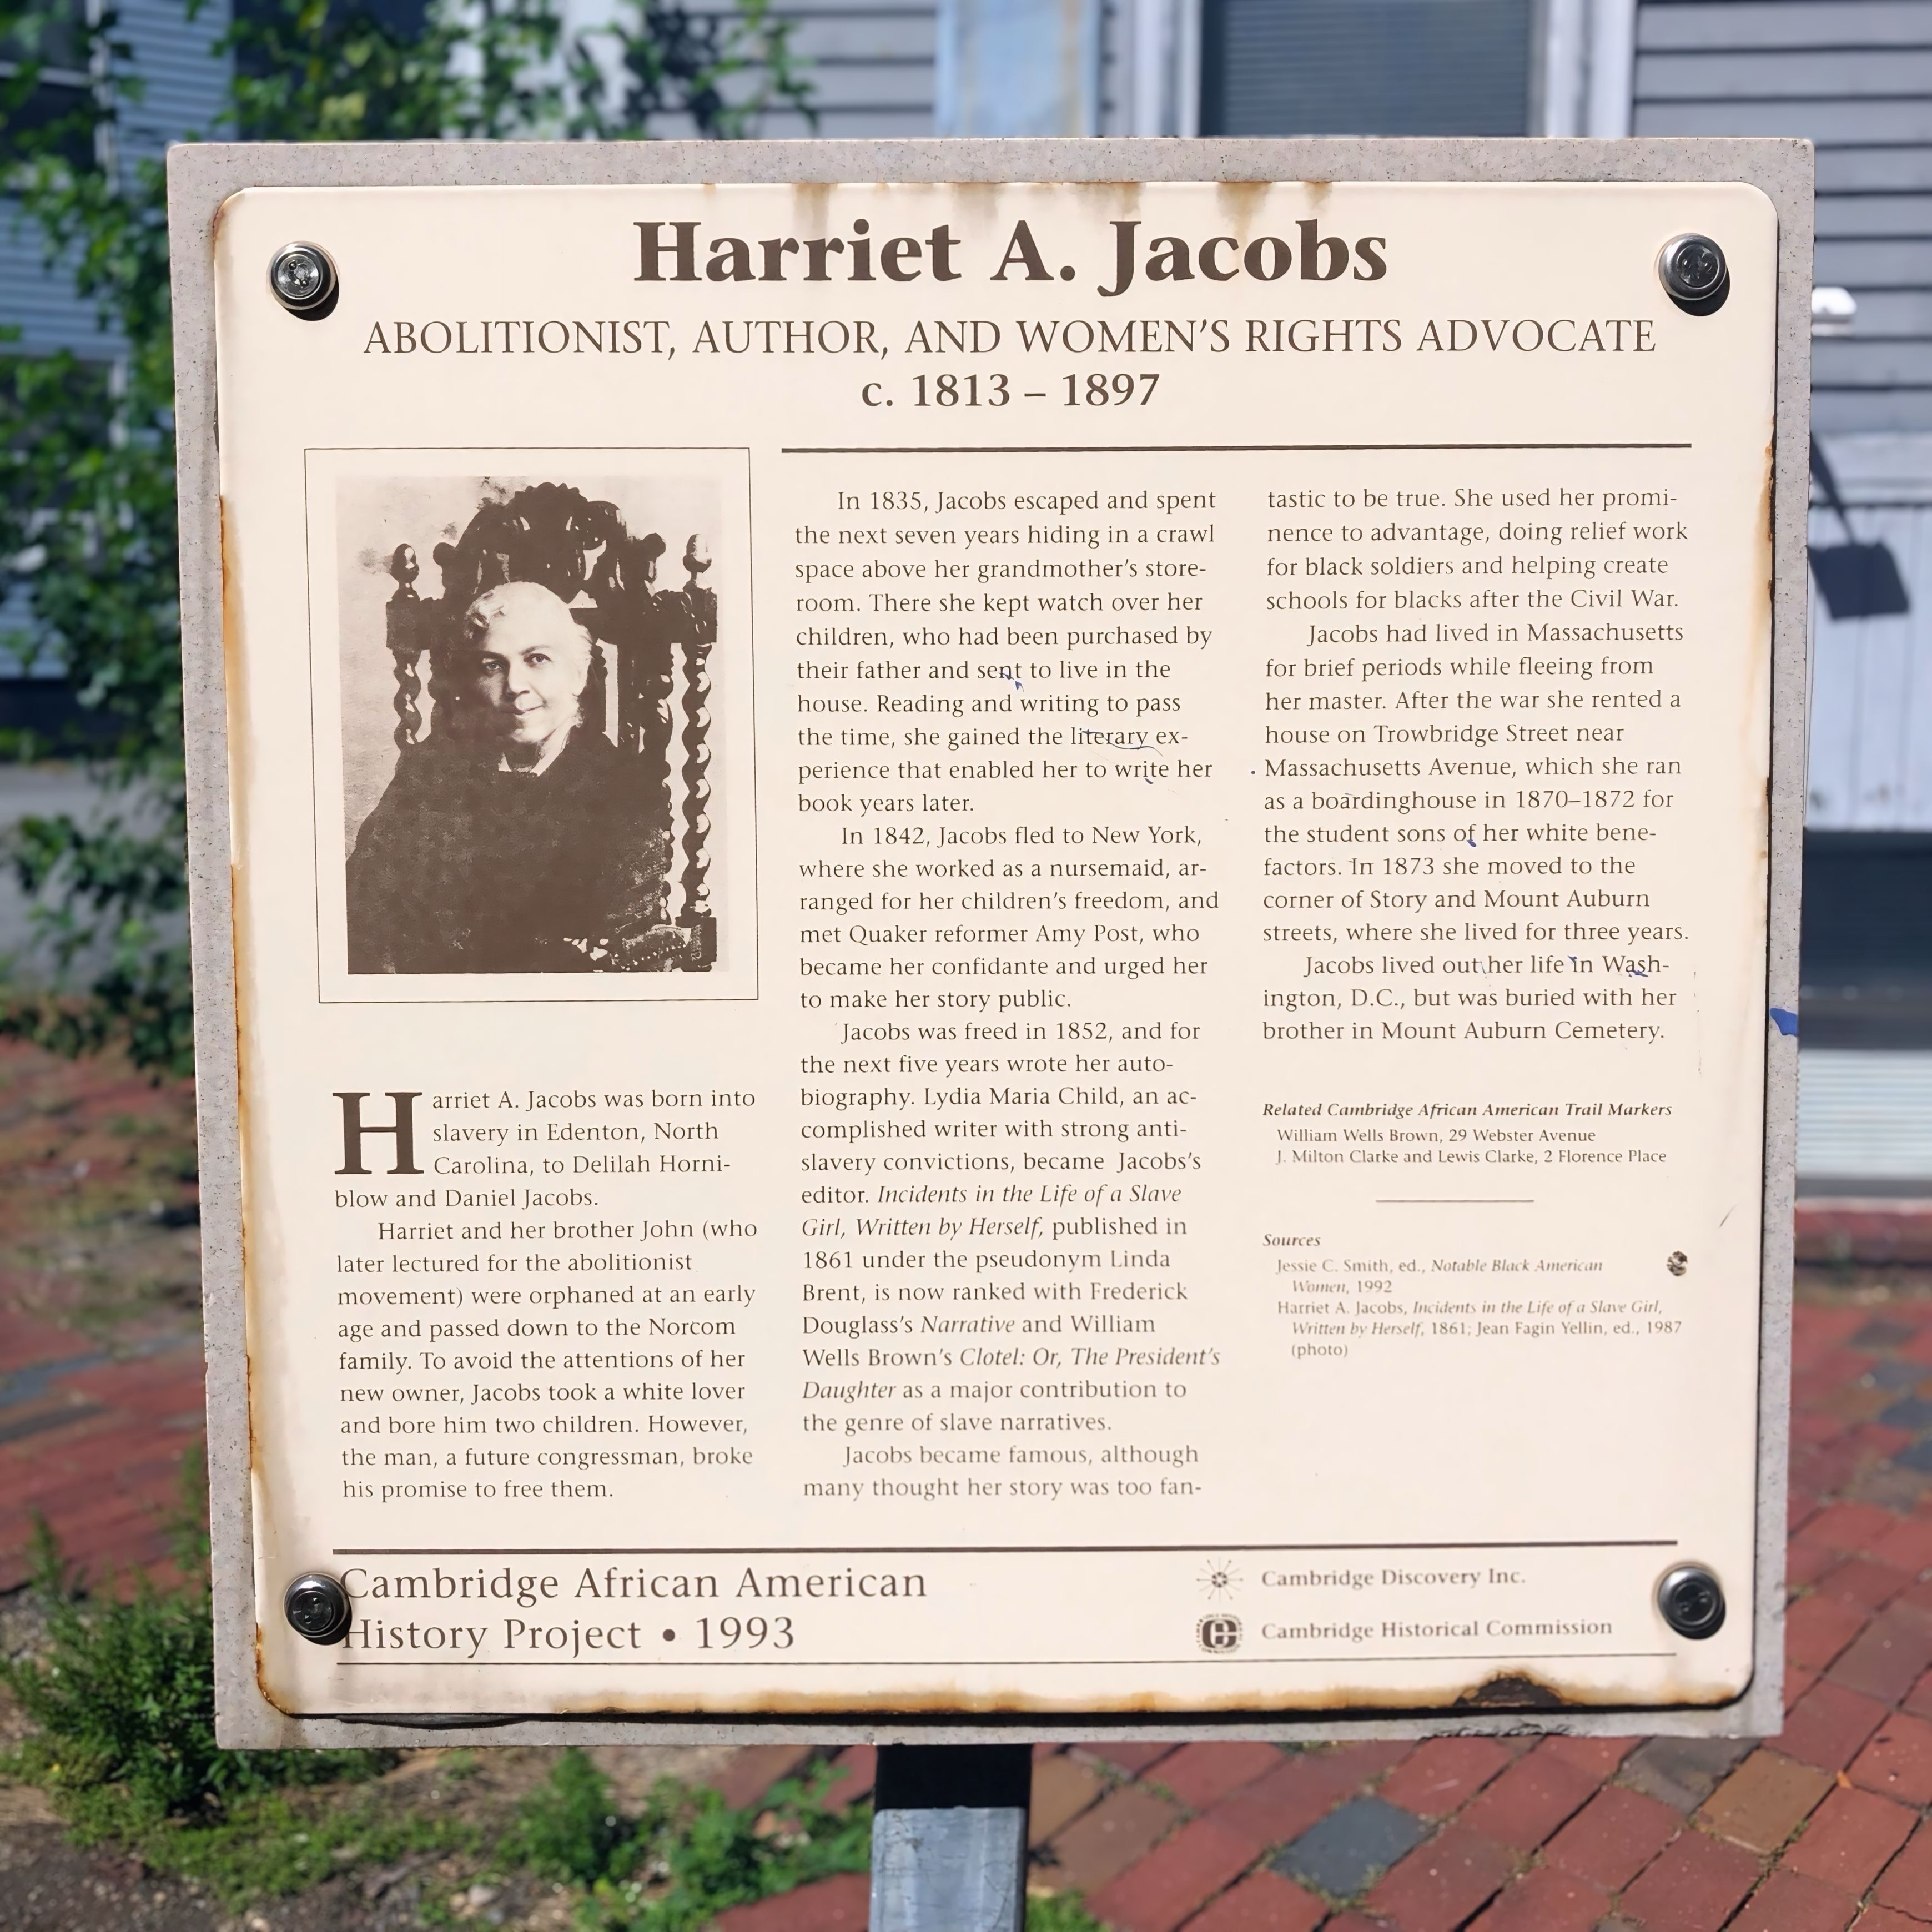 Harriet A. Jacobs
ABOLITIONIST, AUTHOR, AND WOMEN'S RIGHTS ADVOCATE
c. 1813 – 1897
Harriet A. Jacobs was born into
slavery in Edenton, North
Carolina, to Delilah Horni-
blow and Daniel Jacobs.
Harriet and her brother John (who
later lectured for the abolitionist
movement) were orphaned at an early
age and passed down to the Norcom
family. To avoid the attentions of her
new owner, Jacobs took a white lover
and bore him two children. However,
the man, a future congressman, broke
his promise to free them.
In 1835, Jacobs escaped and spent
the next seven years hiding in a crawl
space above her grandmother's store-
room. There she kept watch over her
children, who had been purchased by
their father and sent to live in the
house. Reading and writing to pass
the time, she gained the literary ex-
perience that enabled her to write her
book years later.
In 1842, Jacobs fled to New York,
where she worked as a nursemaid, ar-
ranged for her children's freedom, and
met Quaker reformer Amy Post, who
became her confidante and urged her
to make her story public.
Jacobs was freed in 1852, and for
the next five years wrote her auto-
biography. Lydia Maria Child, an ac-
complished writer with strong anti-
slavery convictions, became Jacobs's
editor. Incidents in the Life of a Slave
Girl, Written by Herself, published in
1861 under the pseudonym Linda
Brent, is now ranked with Frederick
Douglass's Narrative and William
Wells Brown's Clotel: Or, The President's
Daughter as a major contribution to
the genre of slave narratives.
Jacobs became famous, although
many thought her story was too fan-
tastic to be true. She used her promi-
nence to advantage, doing relief work
for black soldiers and helping create
schools for blacks after the Civil War.
Jacobs had lived in Massachusetts
for brief periods while fleeing from
her master. After the war she rented a
house on Trowbridge Street near
Massachusetts Avenue, which she ran
as a boardinghouse in 1870–1872 for
the student sons of her white bene-
factors. In 1873 she moved to the
corner of Story and Mount Auburn
streets, where she lived for three years.
Jacobs lived out her life in Wash-
ington, D.C., but was buried with her
brother in Mount Auburn Cemetery.
Related Cambridge African American Trail Markers
William Wells Brown, 29 Webster Avenue
J. Milton Clarke and Lewis Clarke, 2 Florence Place
Sources
Jessie C. Smith, ed., Notable Black American
Women, 1992
Harriet A. Jacobs, Incidents in the Life of a Slave Girl,
Written by Herself, 1861; Jean Fagin Yellin, ed., 1987
(photo)
Cambridge African American
History Project • 1993
Cambridge Discovery Inc.
Cambridge Historical Commission